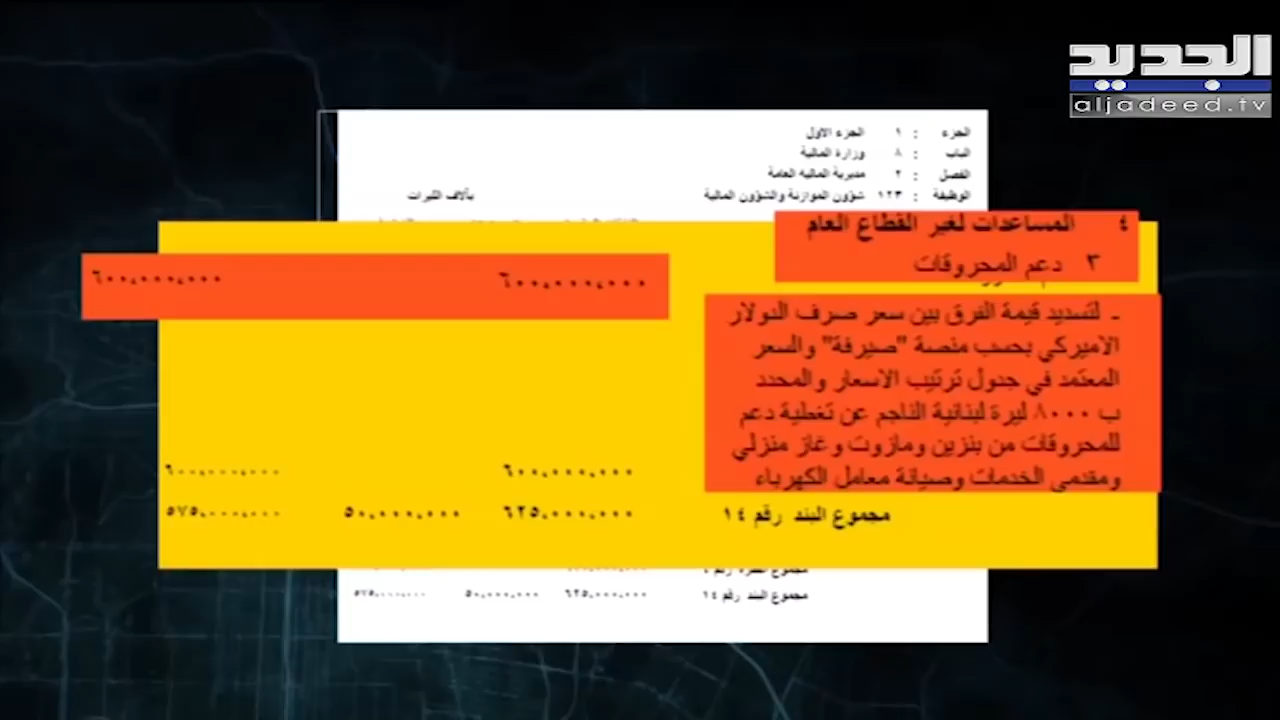 الجديد
aljadeed.tv
الجزء : ١ الجزء الاول
الباب : ٨ وزارة المالية
الفصل : ٢ مديرية المالية العامة
الوظيفة : ١٢٣ شؤون الموازنة والشؤون المالية بآلاف الليرات
٤ المساعدات لغير القطاع العام
٣ دعم المحروقات ٦٠٠،٠٠٠،٠٠٠ ٦٠٠،٠٠٠،٠٠٠
- لتسديد قيمة الفرق بين سعر صرف الدولار
الاميركي بحسب منصة "صيرفة" والسعر
المعتمد في جدول ترتيب الاسعار والمحدد
ب ٨٠٠٠ ليرة لبنانية الناجم عن تغطية دعم
للمحروقات من بنزين ومازوت وغاز منزلي
ومقدمي الخدمات وصيانة معامل الكهرباء
٦٠٠،٠٠٠،٠٠٠ ٦٠٠،٠٠٠،٠٠٠
مجموع البند رقم ١٤ ٦٢٥،٠٠٠،٠٠٠ ٥٠،٠٠٠،٠٠٠ ٥٧٥،٠٠٠،٠٠٠
مجموع البند رقم ١٤ ٦٢٥،٠٠٠،٠٠٠ ٥٠،٠٠٠،٠٠٠ ٥٧٥،٠٠٠،٠٠٠